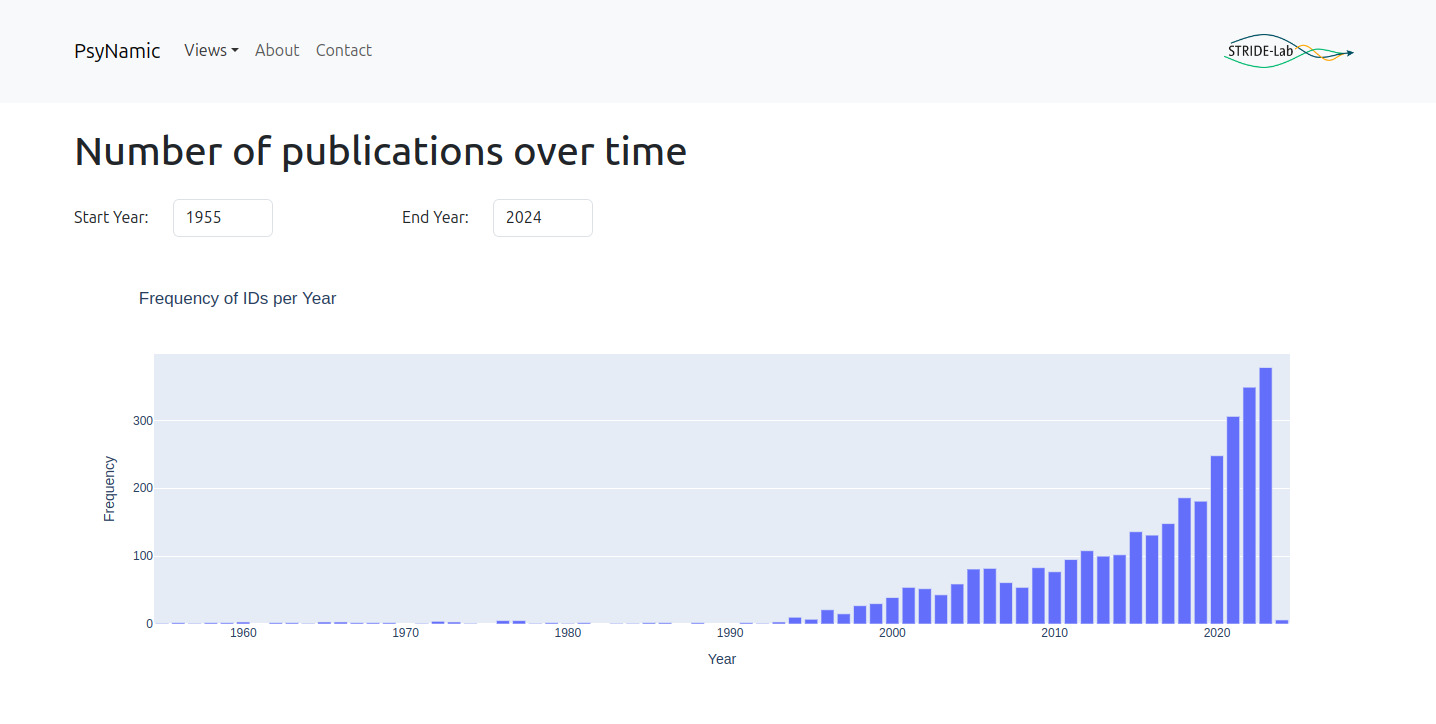 PsyNamic Views About Contact STRIDE-Lab
Number of publications over time
Start Year: 1955 End Year: 2024
Frequency of IDs per Year
Frequency
300
200
100
0
1960 1970 1980 1990 2000 2010 2020
Year